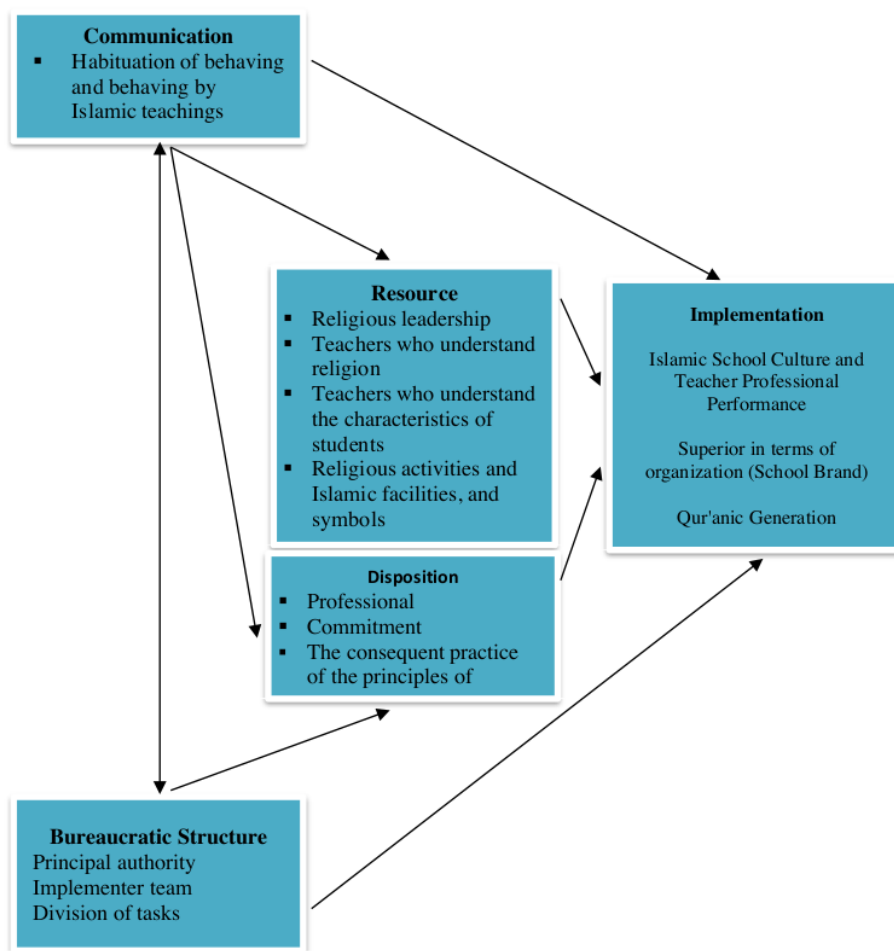 Communication
▪ Habituation of behaving
and behaving by
Islamic teachings
Resource
▪ Religious leadership
▪ Teachers who understand
religion
▪ Teachers who understand
the characteristics of
students
▪ Religious activities and
Islamic facilities, and
symbols
Implementation
Islamic School Culture and
Teacher Professional
Performance
Superior in terms of
organization (School Brand)
Qur'anic Generation
Disposition
▪ Professional
▪ Commitment
▪ The consequent practice
of the principles of
Bureaucratic Structure
Principal authority
Implementer team
Division of tasks